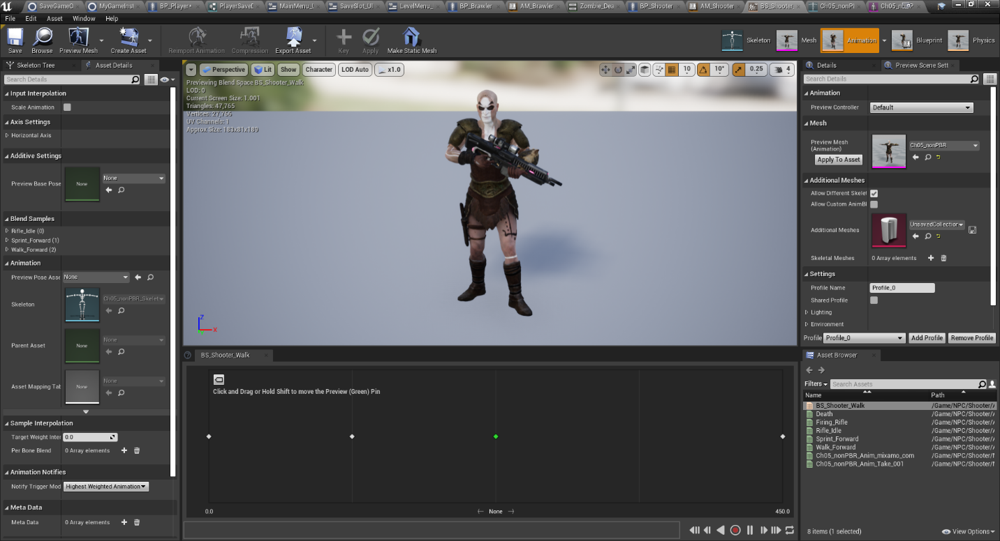 SaveGameO
MyGameInst
BP_Player*
PlayerSaveD
MainMenu_U
SaveSlot_UI
LevelMenu_
BP_Brawler
AM_Brawler
Zombie_Dea
BP_Shooter
AM_Shooter
BS_Shooter_
Ch05_nonPI
File Edit Asset Window Help
Save
Browse
Preview Mesh
Create Asset
Reimport Animation
Compression
Export Asset
Key
Apply
Make Static Mesh
Skeleton
Mesh
Animation
Blueprint
Physics
Skeleton Tree
Asset Details
Search Details
Input Interpolation
Scale Animation
Axis Settings
Horizontal Axis
Additive Settings
Preview Base Pose
None
None
Blend Samples
Rifle_Idle (0)
Sprint_Forward (1)
Walk_Forward (2)
Animation
Preview Pose Asse
None
Skeleton
Ch05_nonPBR_Skelet
Parent Asset
None
None
Asset Mapping Tat
None
None
Sample Interpolation
Target Weight Inter
0.0
Per Bone Blend
0 Array elements
Animation Notifies
Notify Trigger Mod
Highest Weighted Animation
Meta Data
Meta Data
0 Array elements
Perspective
Lit
Show
Character
LOD Auto
x1.0
10
10°
0.25
4
Previewing Blend Space BS_Shooter_Walk
LOD: 0
Current Screen Size: 1.001
Triangles: 47,765
Vertices: 27,766
UV Channels: 1
Approx Size: 183x81x189
Z
X
BS_Shooter_Walk
Click and Drag or Hold Shift to move the Preview (Green) Pin
0.0
None
450.0
Details
Preview Scene Sett
Search Details
Animation
Preview Controller
Default
Mesh
Preview Mesh
(Animation)
Apply To Asset
Ch05_nonPBR
Additional Meshes
Allow Different Skelet
Allow Custom AnimBl
Additional Meshes
UnsavedCollection
Skeletal Meshes
0 Array elements
Settings
Profile Name
Profile_0
Shared Profile
Lighting
Environment
Profile
Profile_0
Add Profile
Remove Profile
Asset Browser
Filters
Search Assets
Name
Path
BS_Shooter_Walk /Game/NPC/Shooter/A
Death /Game/NPC/Shooter/A
Firing_Rifle /Game/NPC/Shooter/A
Rifle_Idle /Game/NPC/Shooter/A
Sprint_Forward /Game/NPC/Shooter/A
Walk_Forward /Game/NPC/Shooter/A
Ch05_nonPBR_Anim_mixamo_com /Game/NPC/Shooter/M
Ch05_nonPBR_Anim_Take_001 /Game/NPC/Shooter/M
8 items (1 selected)
View Options